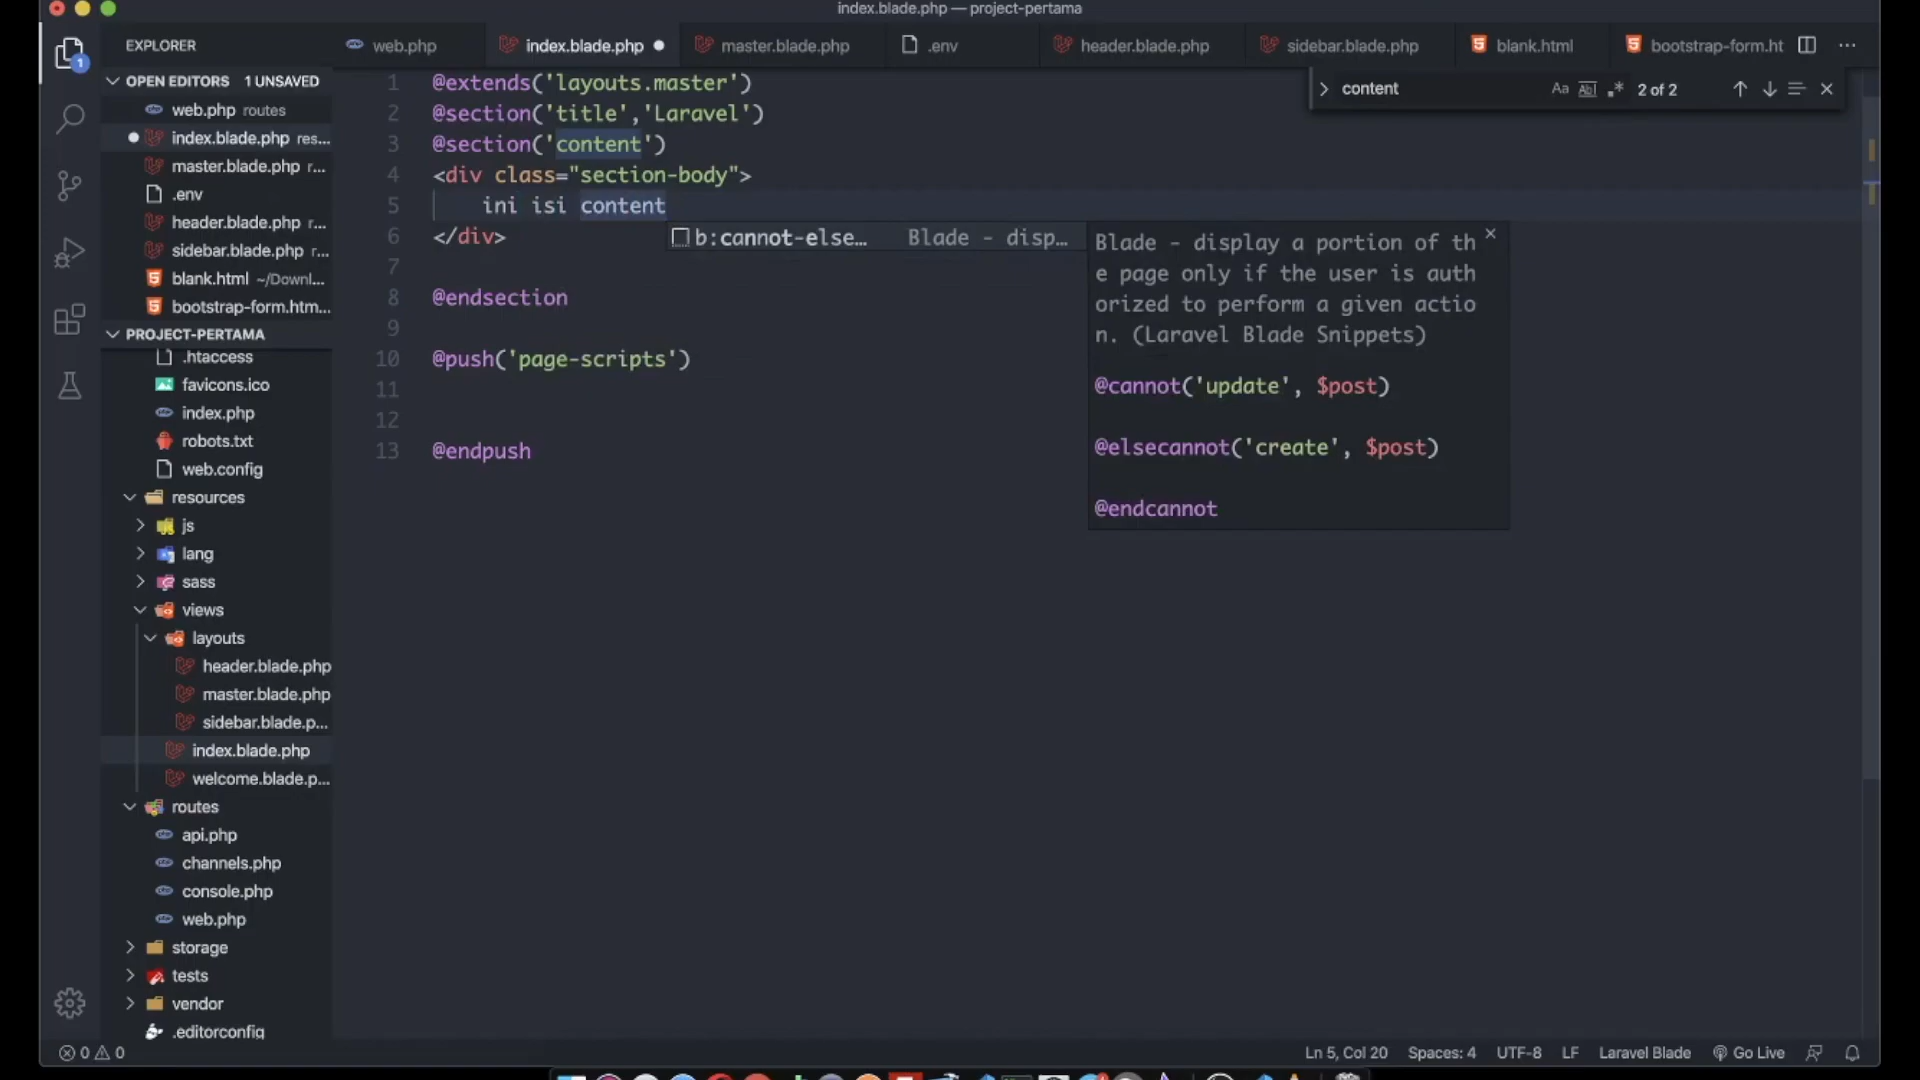 index.blade.php — project-pertama
EXPLORER
OPEN EDITORS 1 UNSAVED
web.php routes
index.blade.php res...
master.blade.php r...
.env
header.blade.php r...
sidebar.blade.php r...
blank.html ~/Downl...
bootstrap-form.htm...
PROJECT-PERTAMA
.htaccess
favicons.ico
index.php
robots.txt
web.config
resources
js
lang
sass
views
layouts
header.blade.php
master.blade.php
sidebar.blade.p...
index.blade.php
welcome.blade.p...
routes
api.php
channels.php
console.php
web.php
storage
tests
vendor
.editorconfig
web.php index.blade.php master.blade.php .env header.blade.php sidebar.blade.php blank.html bootstrap-form.ht
content Aa Abl .* 2 of 2
1 @extends('layouts.master')
2 @section('title','Laravel')
3 @section('content')
4 <div class="section-body">
5 ini isi content
6 </div>
7
8 @endsection
9
10 @push('page-scripts')
11
12
13 @endpush
b:cannot-else... Blade - disp...
Blade - display a portion of th
e page only if the user is auth
orized to perform a given actio
n. (Laravel Blade Snippets)
@cannot('update', $post)
@elsecannot('create', $post)
@endcannot
1
0 0
Ln 5, Col 20 Spaces: 4 UTF-8 LF Laravel Blade Go Live